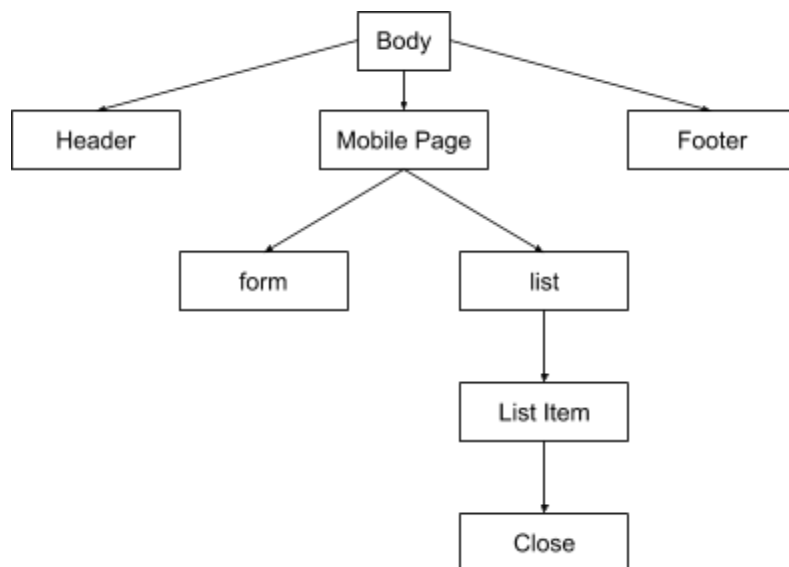 Body
Header
Mobile Page
Footer
form
list
List Item
Close